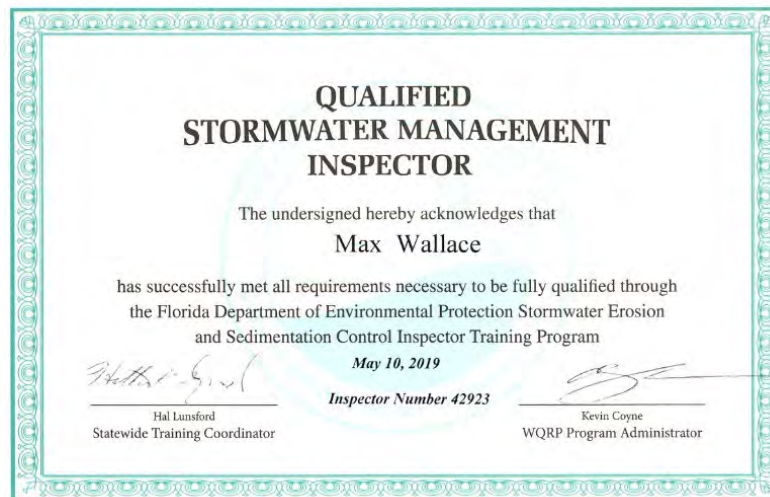 QUALIFIED
STORMWATER MANAGEMENT
INSPECTOR
The undersigned hereby acknowledges that
Max Wallace
has successfully met all requirements necessary to be fully qualified through
the Florida Department of Environmental Protection Stormwater Erosion
and Sedimentation Control Inspector Training Program
May 10, 2019
Inspector Number 42923
Hal Lunsford
Statewide Training Coordinator
Kevin Coyne
WQRP Program Administrator